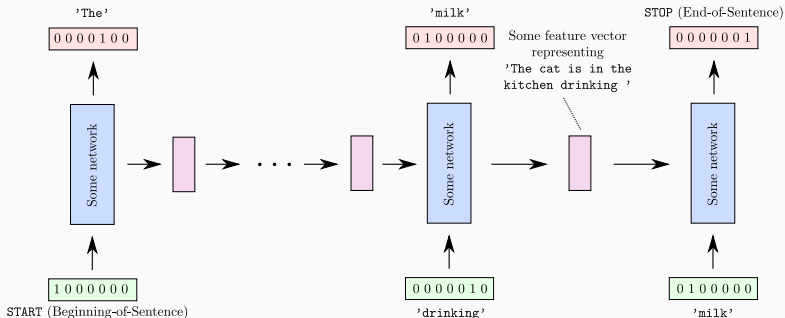 'The'
0 0 0 0 1 0 0
'milk'
0 1 0 0 0 0 0
STOP (End-of-Sentence)
0 0 0 0 0 0 1
Some feature vector
representing
'The cat is in the
kitchen drinking '
Some network
. . .
Some network
Some network
1 0 0 0 0 0 0
START (Beginning-of-Sentence)
0 0 0 0 0 1 0
'drinking'
0 1 0 0 0 0 0
'milk'